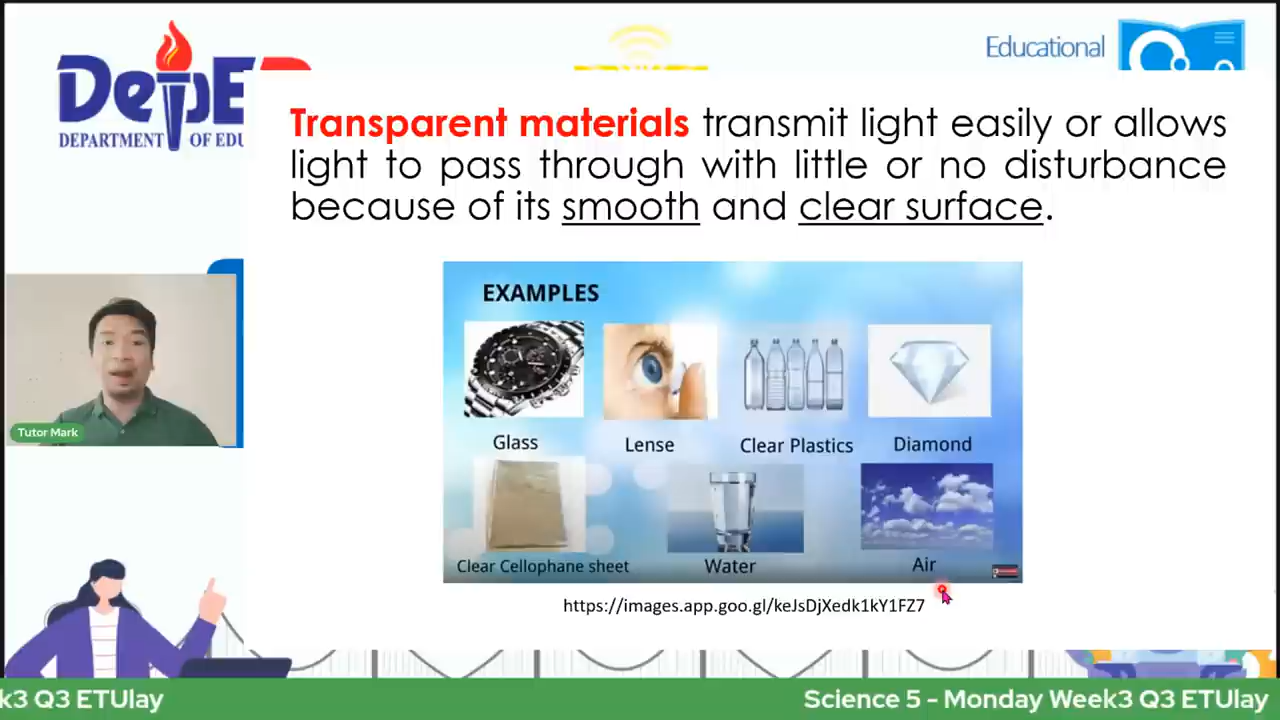 DepE
DEPARTMENT OF EDU
Educational
Transparent materials transmit light easily or allows
light to pass through with little or no disturbance
because of its smooth and clear surface.
EXAMPLES
Glass
Lense
Clear Plastics
Diamond
Clear Cellophane sheet
Water
Air
https://images.app.goo.gl/keJsDjXedk1kY1FZ7
Tutor Mark
k3 Q3 ETUlay
Science 5 - Monday Week3 Q3 ETUlay